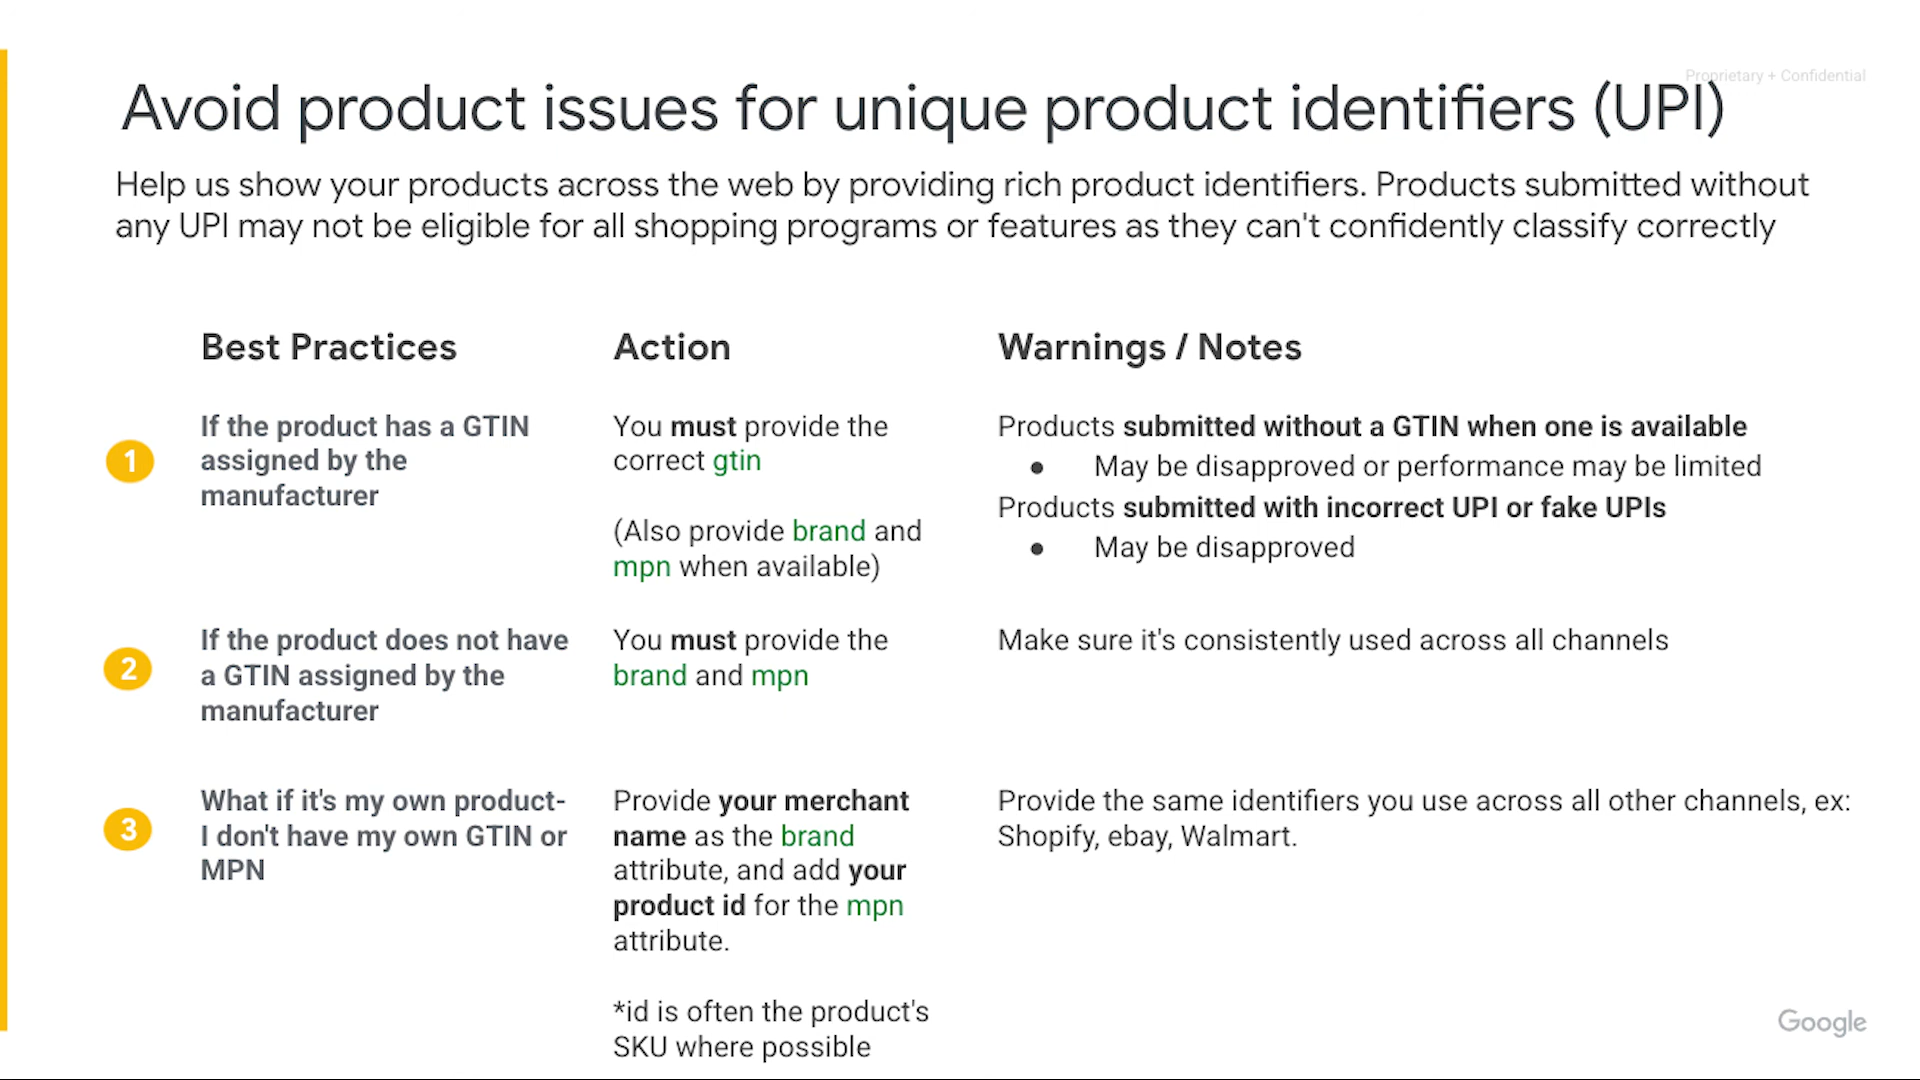 Proprietary + Confidential
Avoid product issues for unique product identifiers (UPI)
Help us show your products across the web by providing rich product identifiers. Products submitted without
any UPI may not be eligible for all shopping programs or features as they can't confidently classify correctly
Best Practices
Action
Warnings / Notes
1
If the product has a GTIN
assigned by the
manufacturer
You must provide the
correct gtin
(Also provide brand and
mpn when available)
Products submitted without a GTIN when one is available
● May be disapproved or performance may be limited
Products submitted with incorrect UPI or fake UPIs
● May be disapproved
2
If the product does not have
a GTIN assigned by the
manufacturer
You must provide the
brand and mpn
Make sure it's consistently used across all channels
3
What if it's my own product-
I don't have my own GTIN or
MPN
Provide your merchant
name as the brand
attribute, and add your
product id for the mpn
attribute.
*id is often the product's
SKU where possible
Provide the same identifiers you use across all other channels, ex:
Shopify, ebay, Walmart.
Google